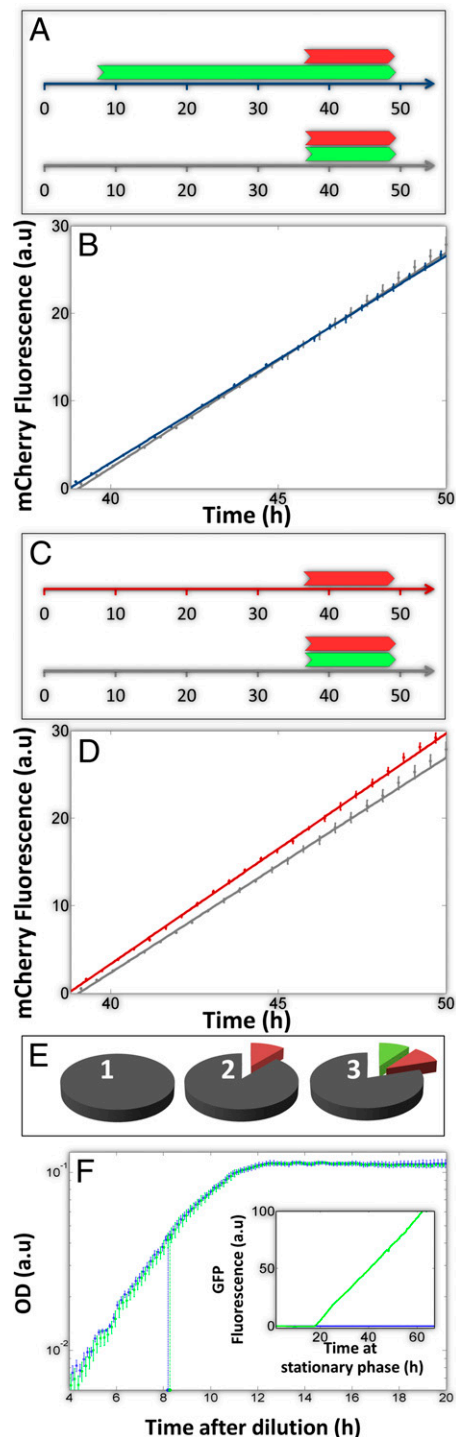 A
0 10 20 30 40 50
0 10 20 30 40 50
B
mCherry Fluorescence (a.u)
30
20
10
0
40 45 50
Time (h)
C
0 10 20 30 40 50
0 10 20 30 40 50
D
mCherry Fluorescence (a.u)
30
20
10
0
40 45 50
Time (h)
E
1 2 3
F
OD (a.u)
10⁻¹
10⁻²
GFP
Fluorescence (a.u)
100
50
0
20 40 60
Time at
stationary phase (h)
4 6 8 10 12 14 16 18 20
Time after dilution (h)